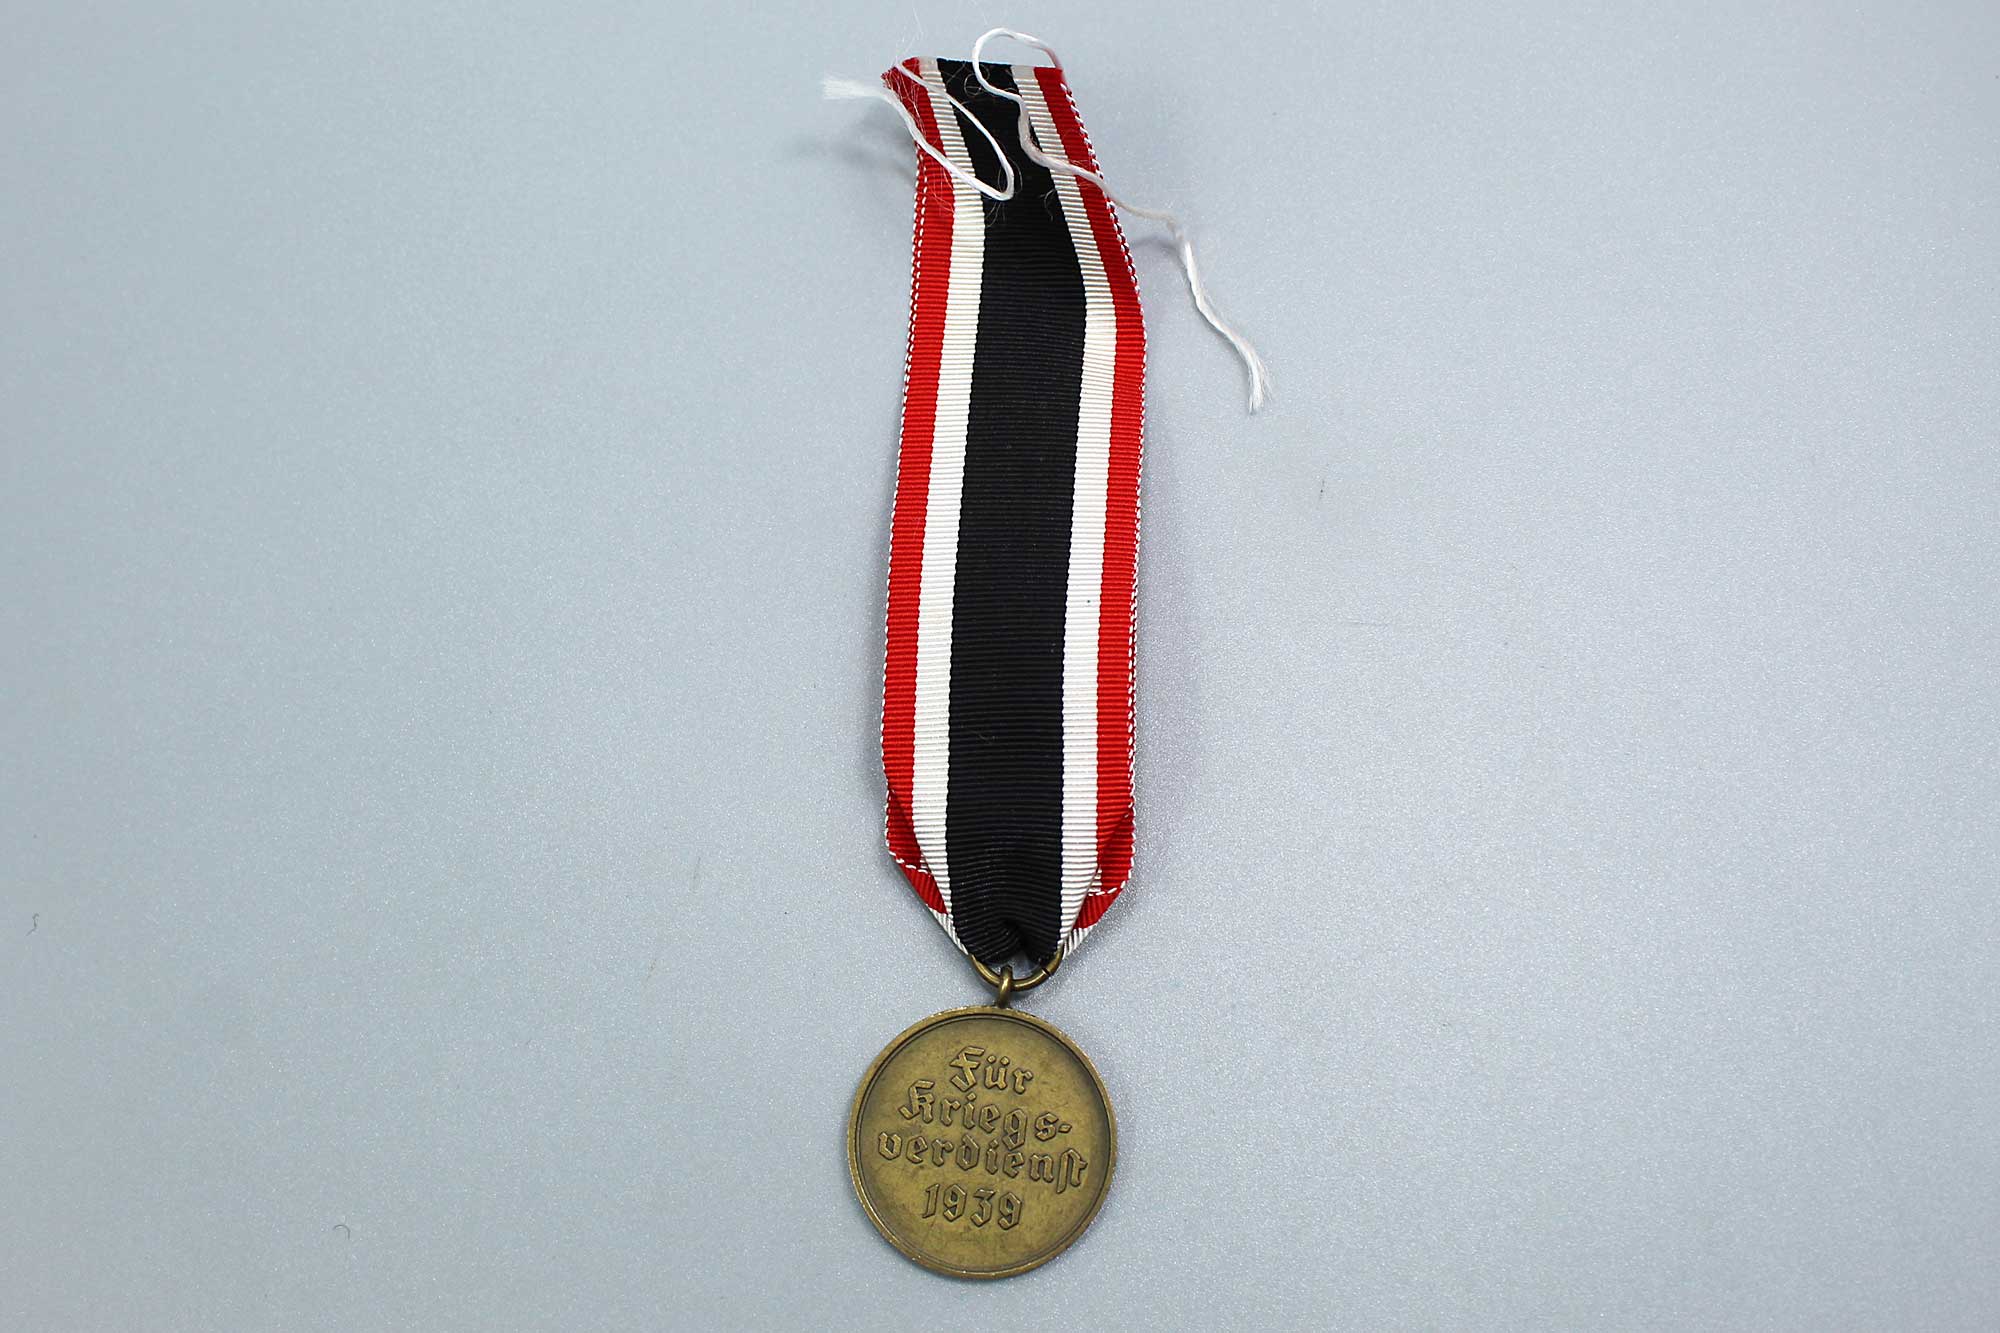 Für
Kriegs-
verdienst
1939